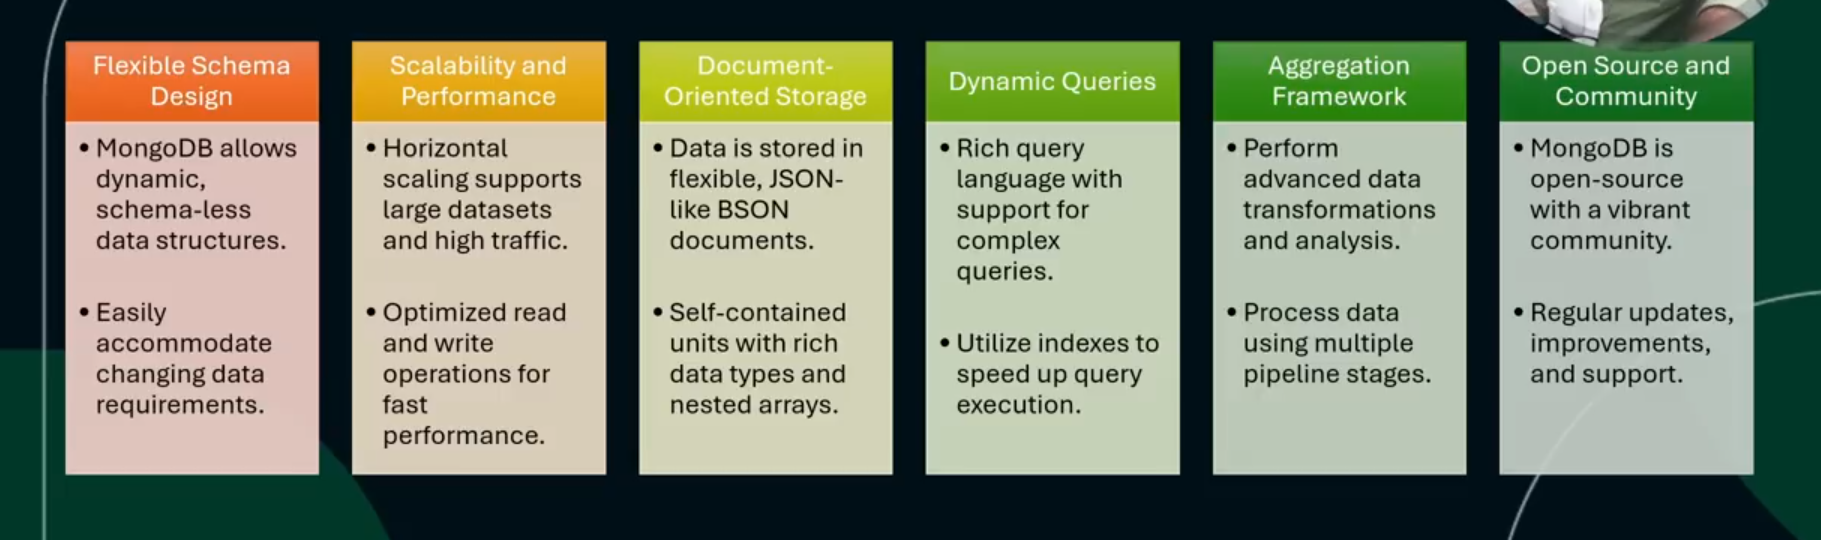 Flexible Schema
Design
• MongoDB allows
dynamic,
schema-less
data structures.
• Easily
accommodate
changing data
requirements.
Scalability and
Performance
• Horizontal
scaling supports
large datasets
and high traffic.
• Optimized read
and write
operations for
fast
performance.
Document-
Oriented Storage
• Data is stored in
flexible, JSON-
like BSON
documents.
• Self-contained
units with rich
data types and
nested arrays.
Dynamic Queries
• Rich query
language with
support for
complex
queries.
• Utilize indexes to
speed up query
execution.
Aggregation
Framework
• Perform
advanced data
transformations
and analysis.
• Process data
using multiple
pipeline stages.
Open Source and
Community
• MongoDB is
open-source
with a vibrant
community.
• Regular updates,
improvements,
and support.